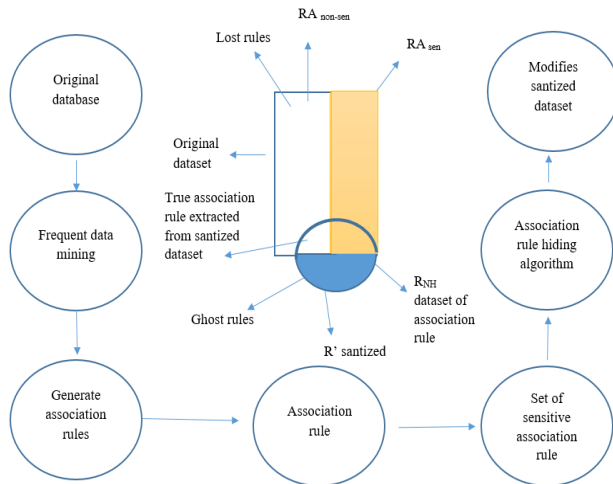 RA non-sen
Lost rules
RA sen
Original
database
Modifies
santized
dataset
Original
dataset
True association
rule extracted
from santized
dataset
Frequent data
mining
Association
rule hiding
algorithm
Ghost rules
RNH
dataset of
association
rule
R’ santized
Generate
association
rules
Association
rule
Set of
sensitive
association
rule